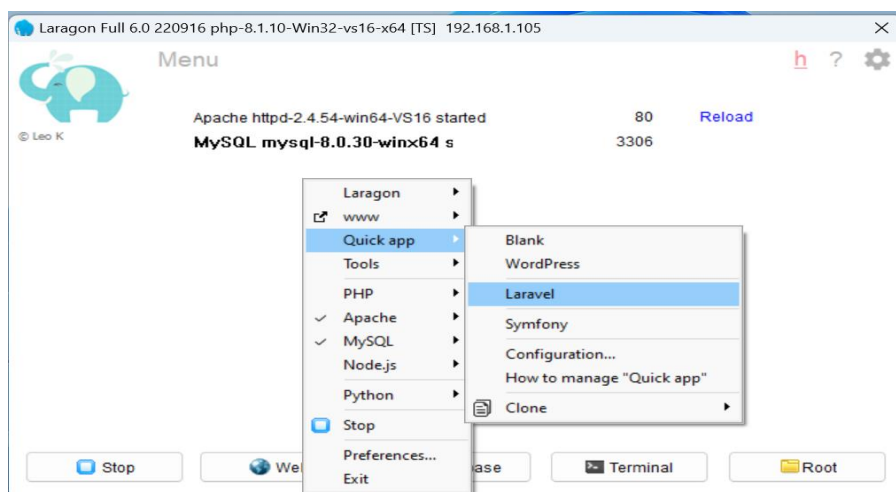 Laragon Full 6.0 220916 php-8.1.10-Win32-vs16-x64 [TS] 192.168.1.105
Menu
h ?
© Leo K
Apache httpd-2.4.54-win64-VS16 started 80 Reload
MySQL mysql-8.0.30-winx64 s 3306
Laragon
www
Quick app
Tools
PHP
Apache
MySQL
Node.js
Python
Stop
Preferences...
Exit
Blank
WordPress
Laravel
Symfony
Configuration...
How to manage "Quick app"
Clone
Stop
Terminal
Root